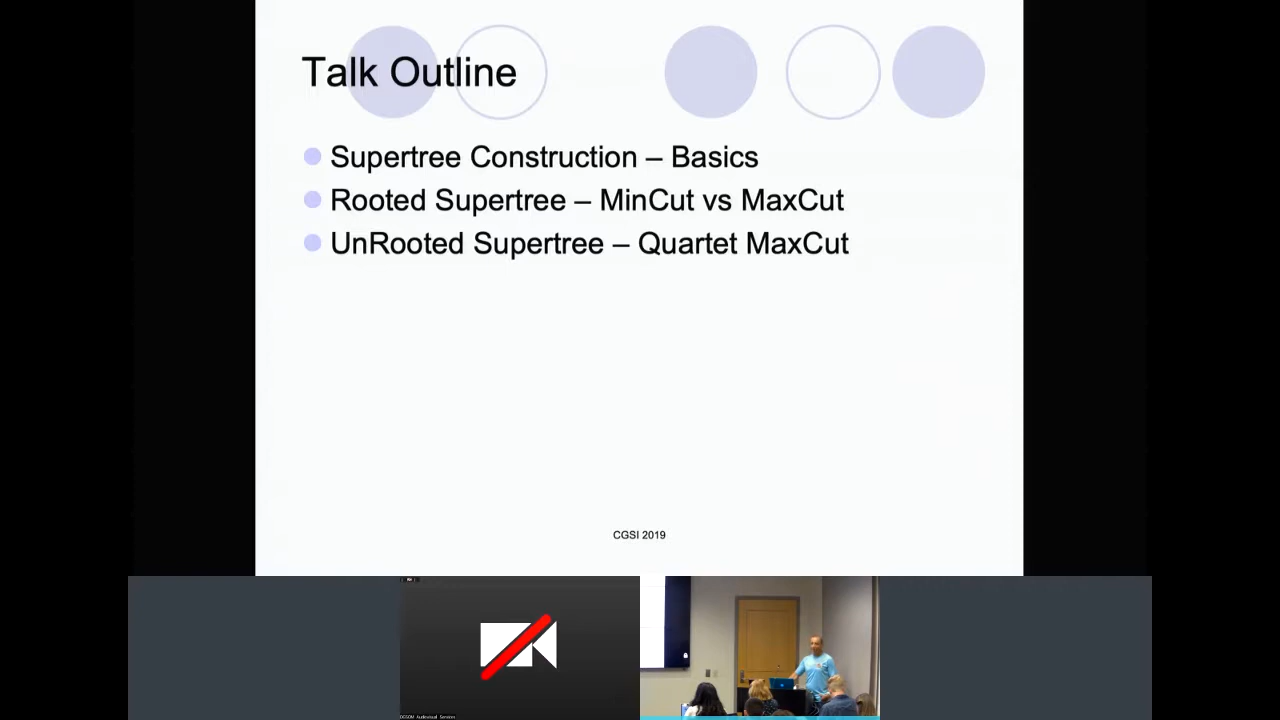 Talk Outline
Supertree Construction – Basics
Rooted Supertree – MinCut vs MaxCut
UnRooted Supertree – Quartet MaxCut
CGSI 2019